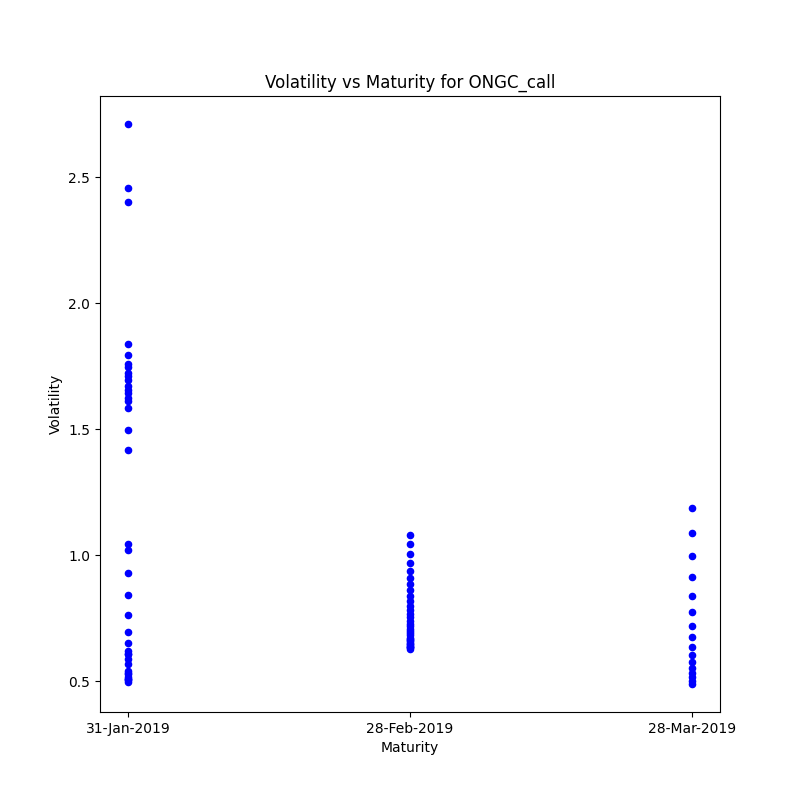 Volatility vs Maturity for ONGC_call
2.5
2.0
1.5
1.0
0.5
Volatility
31-Jan-2019 28-Feb-2019 28-Mar-2019
Maturity